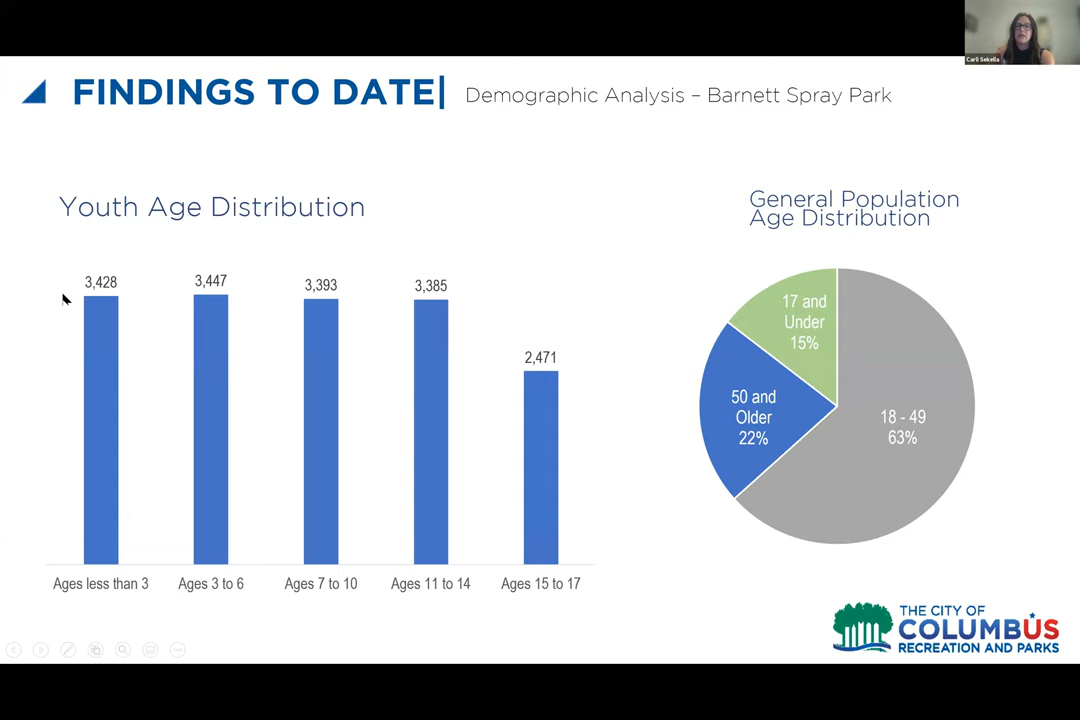 Carli Sekella
FINDINGS TO DATE|
Demographic Analysis – Barnett Spray Park
Youth Age Distribution
3,428
3,447
3,393
3,385
2,471
Ages less than 3
Ages 3 to 6
Ages 7 to 10
Ages 11 to 14
Ages 15 to 17
General Population
Age Distribution
17 and
Under
15%
50 and
Older
22%
18 - 49
63%
THE CITY OF
COLUMBUS
RECREATION AND PARKS